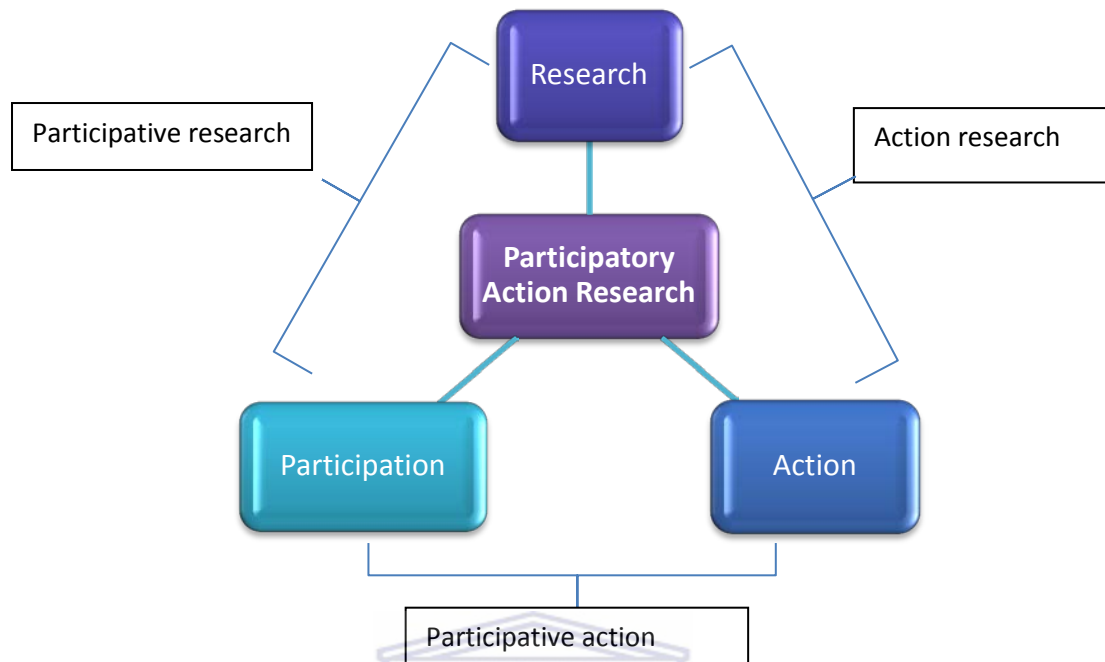 Research
Participative research
Action research
Participatory
Action Research
Participation
Action
Participative action